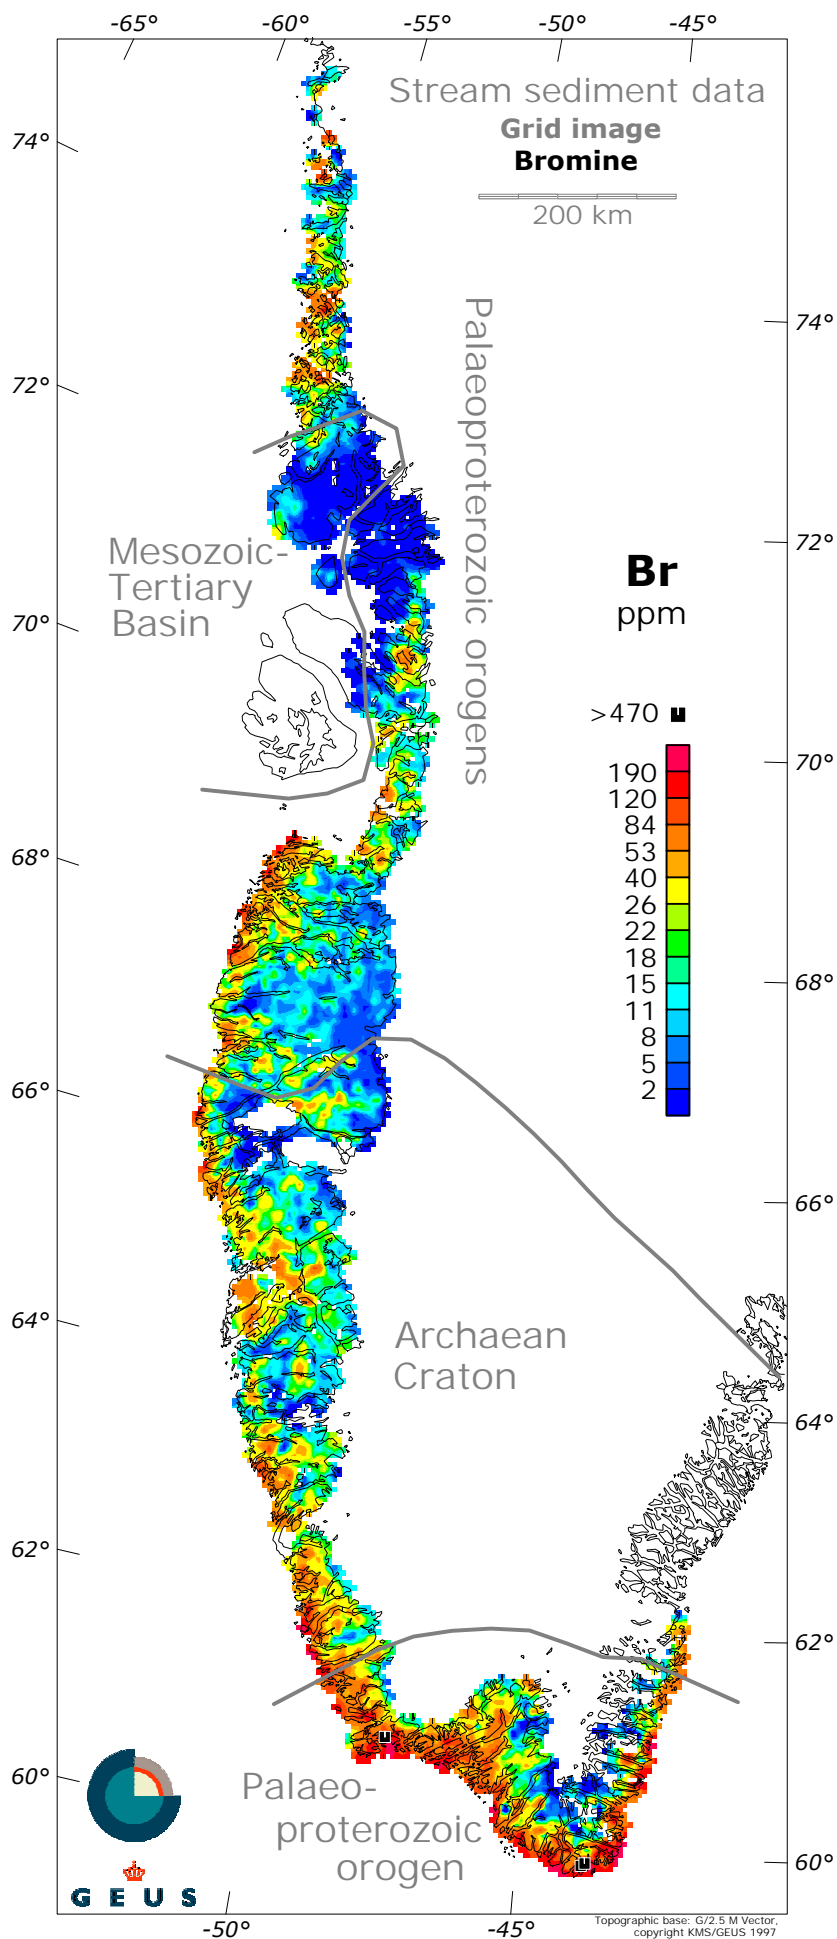 -65° -60° -55° -50° -45°
Stream sediment data
Grid image
Bromine
200 km
74°
74°
Palaeoproterozoic orogens
72°
72°
Mesozoic-
Tertiary
Basin
Br
ppm
70°
70°
>470
190
120
84
53
40
26
22
18
15
11
8
5
2
68°
68°
66°
66°
64°
64°
Archaean
Craton
62°
62°
60°
60°
Palaeo-
proterozoic
orogen
G E U S
-50° -45°
Topographic base: G/2.5 M Vector,
copyright KMS/GEUS 1997